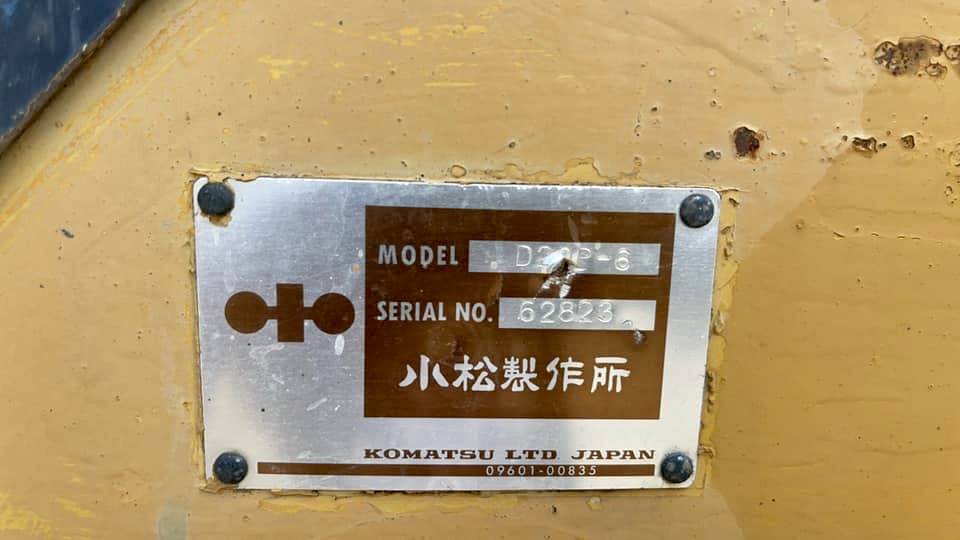 MODEL
SERIAL NO. 62823
小松製作所
KOMATSU LTD JAPAN
09601-00835